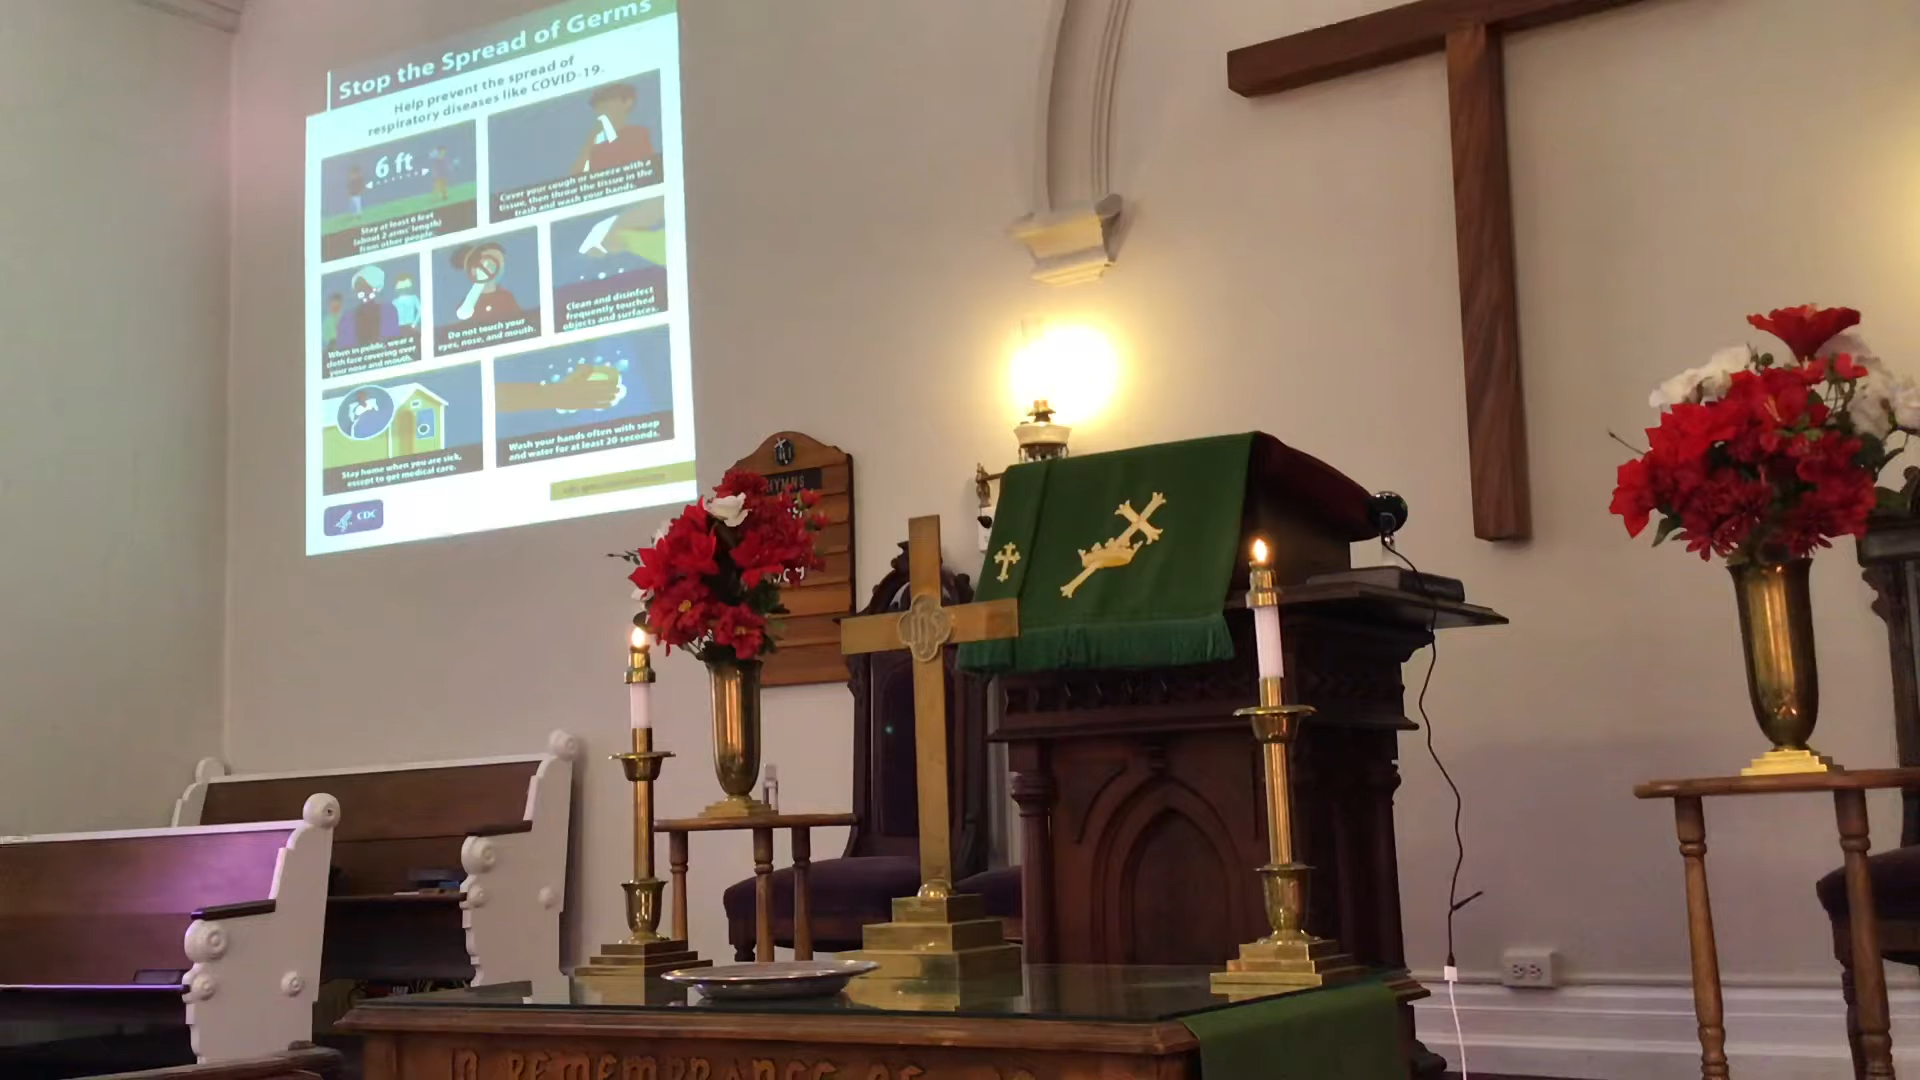 Stop the Spread of Germs
Help prevent the spread of
respiratory diseases like COVID-19.
6 ft
Stay at least 6 feet
(about 2 arms' length)
from other people.
Cover your cough or sneeze with a
tissue, then throw the tissue in the
trash and wash your hands.
When in public, wear a
cloth face covering over
your nose and mouth.
Do not touch your
eyes, nose, and mouth.
Clean and disinfect
frequently touched
objects and surfaces.
Stay home when you are sick,
except to get medical care.
Wash your hands often with soap
and water for at least 20 seconds.
CDC
HYMNS
IHS
IN REMEMBRANCE OF